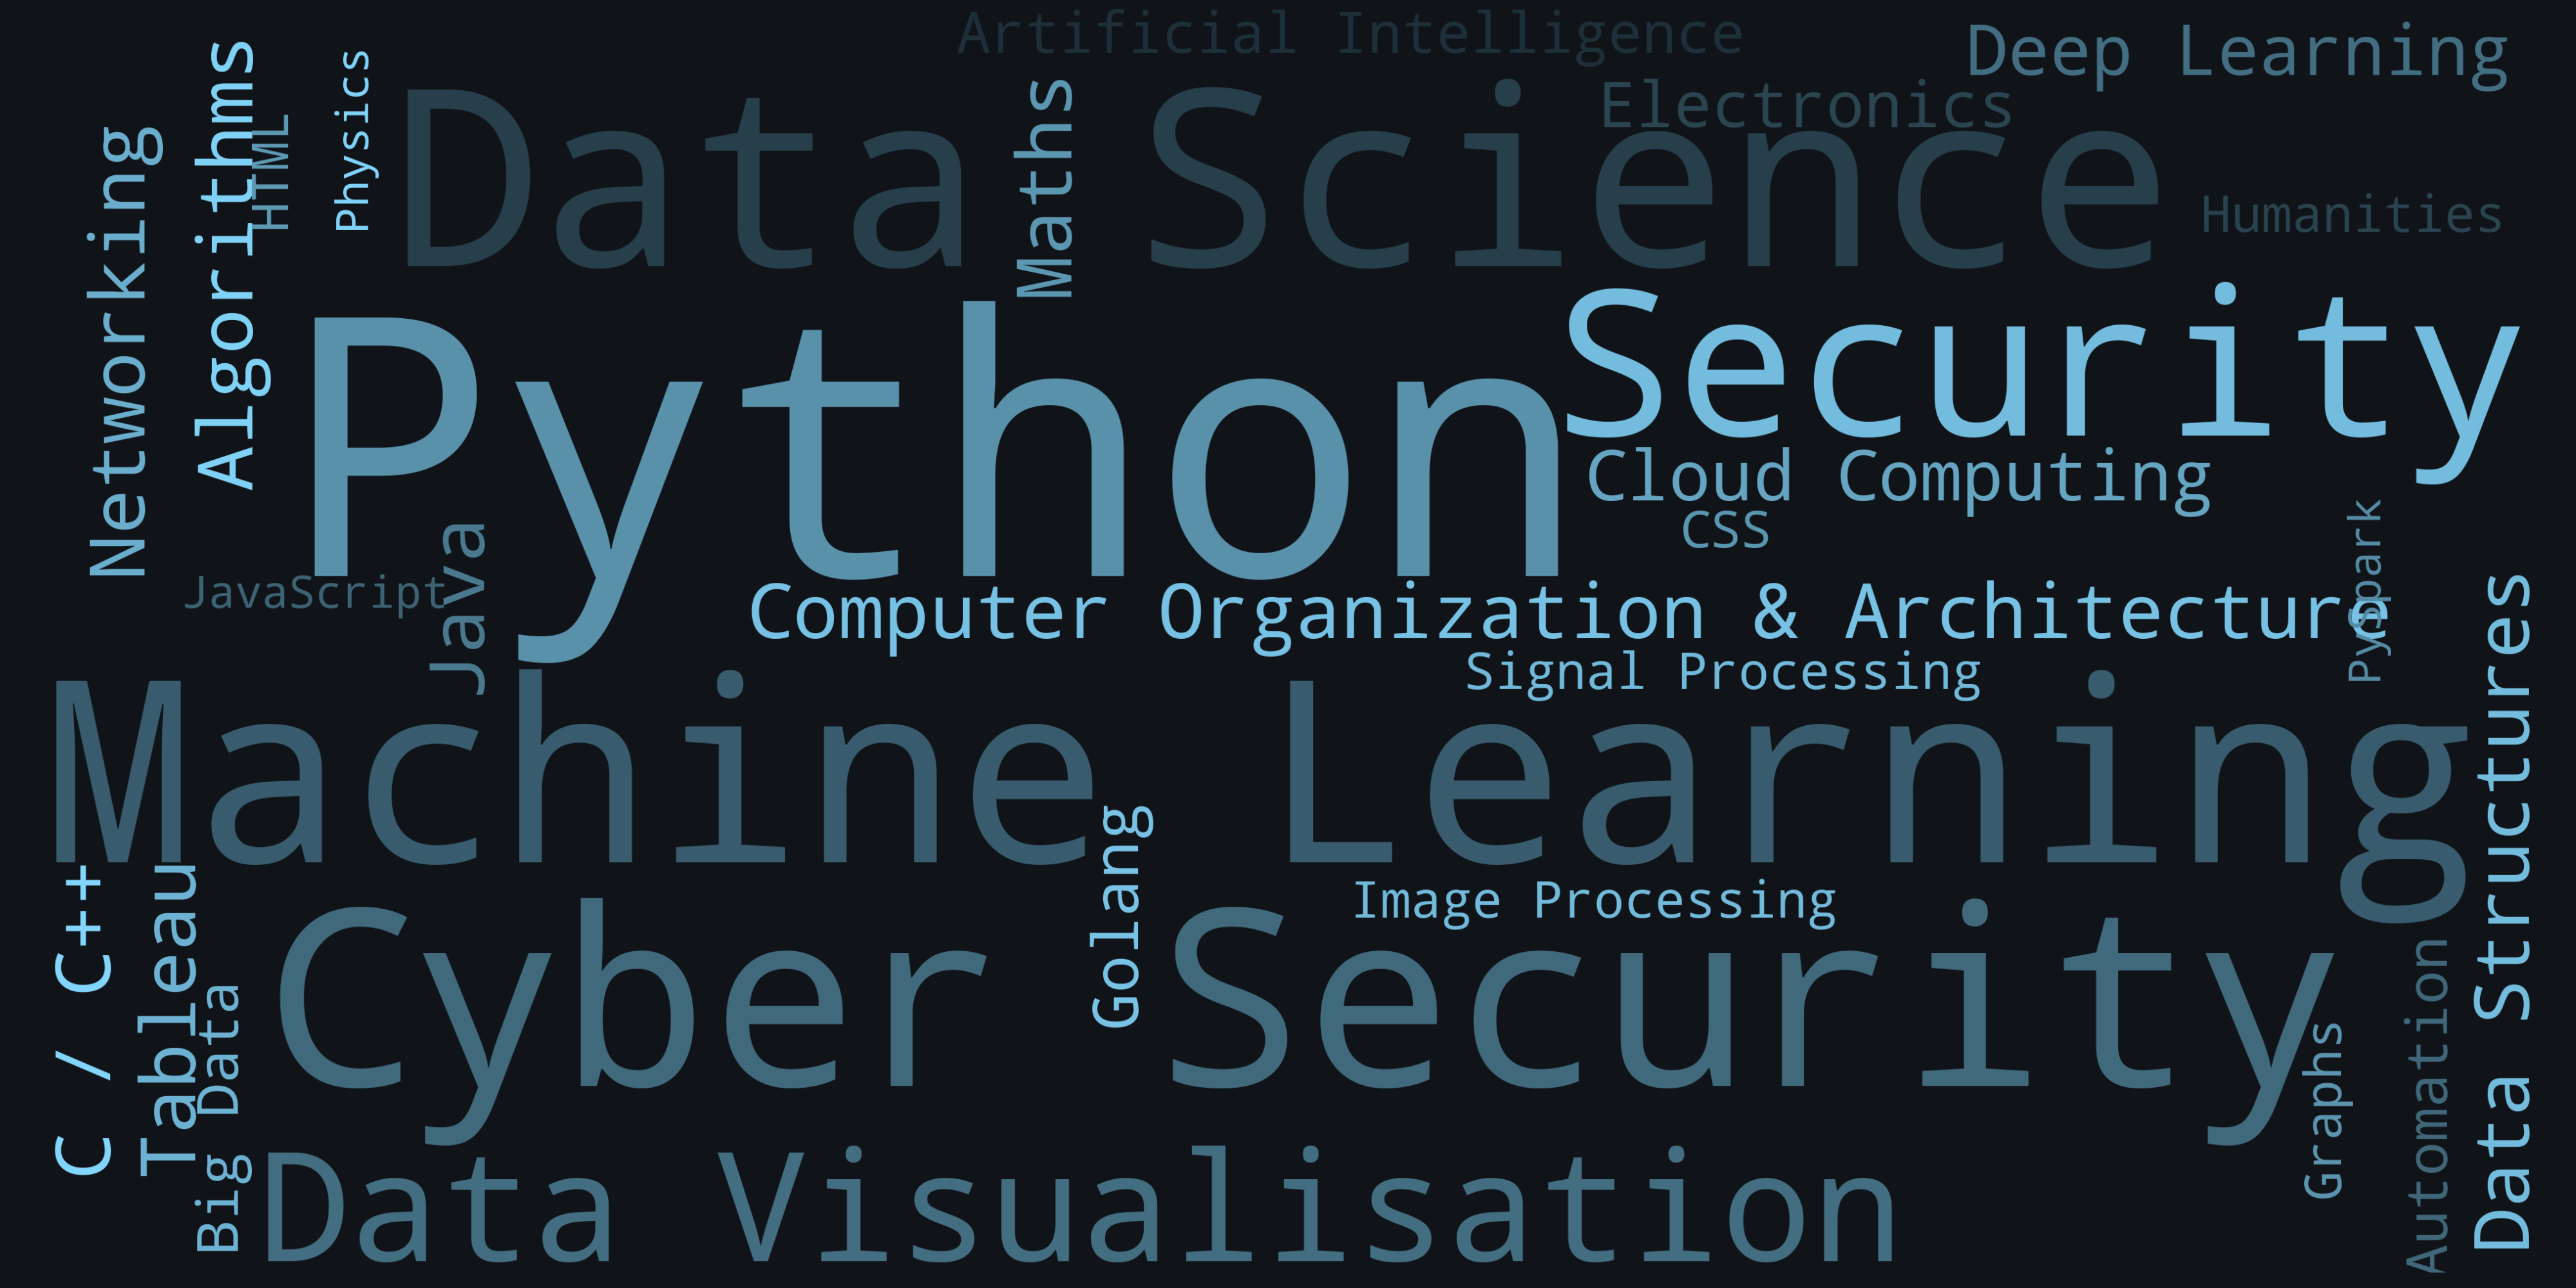 Artificial Intelligence
Deep Learning
Electronics
Data Science
Maths
Physics
HTML
Algorithms
Networking
Humanities
Python
Security
Cloud Computing
CSS
PySpark
Java
JavaScript
Computer Organization & Architecture
Signal Processing
Machine Learning
Data Structures
Golang
Image Processing
C / C++
Tableau
Big Data
Cyber Security
Graphs
Automation
Data Visualisation